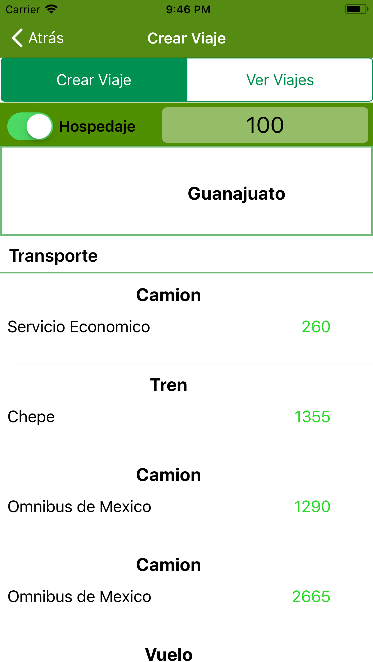 Carrier 9:46 PM
Atrás Crear Viaje
Crear Viaje Ver Viajes
Hospedaje 100
Guanajuato
Transporte
Camion
Servicio Economico 260
Tren
Chepe 1355
Camion
Omnibus de Mexico 1290
Camion
Omnibus de Mexico 2665
Vuelo